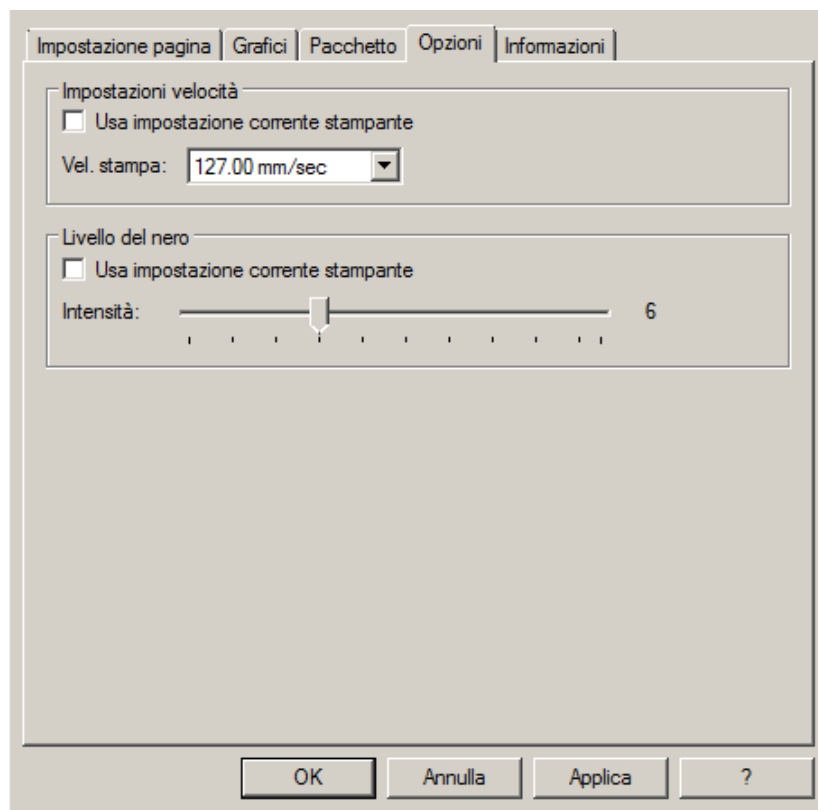 Impostazione pagina Grafici Pacchetto Opzioni Informazioni
Impostazioni velocità
Usa impostazione corrente stampante
Vel. stampa: 127.00 mm/sec
Livello del nero
Usa impostazione corrente stampante
Intensità: 6
OK Annulla Applica ?